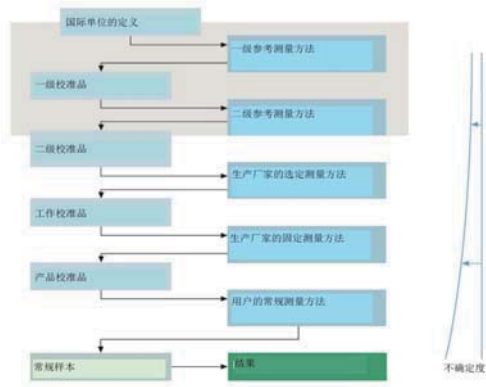 国际单位的定义
一级参考测量方法
一级校准品
二级参考测量方法
二级校准品
生产厂家的选定测量方法
工作校准品
生产厂家的固定测量方法
产品校准品
用户的常规测量方法
常规样本
结果
不确定度